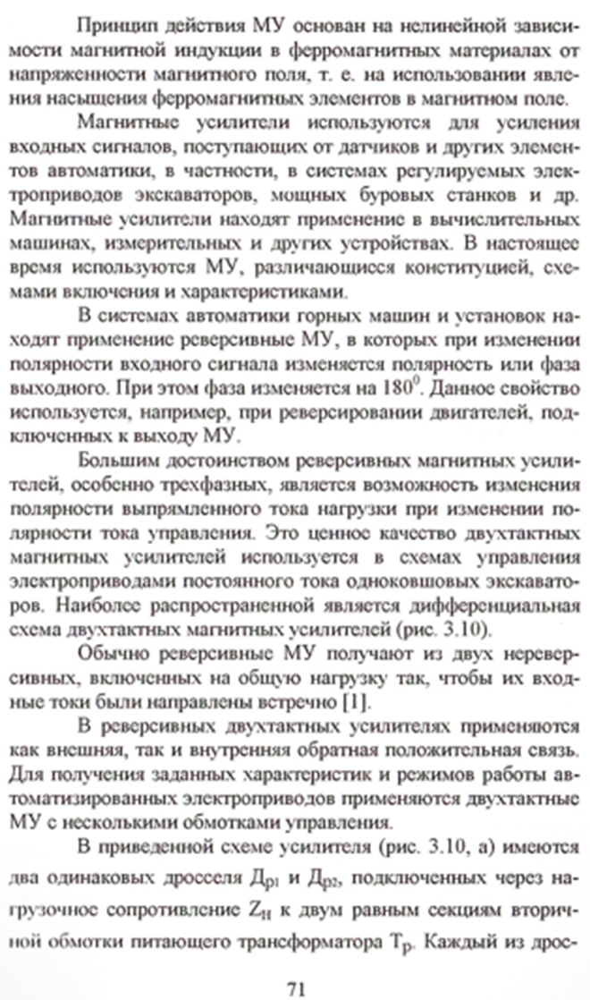 Принцип действия МУ основан на нелинейной зависи-
мости магнитной индукции в ферромагнитных материалах от
напряженности магнитного поля, т. е. на использовании явле-
ния насыщения ферромагнитных элементов в магнитном поле.
Магнитные усилители используются для усиления
входных сигналов, поступающих от датчиков и других элемен-
тов автоматики, в частности, в системах регулируемых элек-
троприводов экскаваторов, мощных буровых станков и др.
Магнитные усилители находят применение в вычислительных
машинах, измерительных и других устройствах. В настоящее
время используются МУ, различающиеся конституцией, схе-
мами включения и характеристиками.
В системах автоматики горных машин и установок на-
ходят применение реверсивные МУ, в которых при изменении
полярности входного сигнала изменяется полярность или фаза
выходного. При этом фаза изменяется на 180⁰. Данное свойство
используется, например, при реверсировании двигателей, под-
ключенных к выходу МУ.
Большим достоинством реверсивных магнитных усили-
телей, особенно трехфазных, является возможность изменения
полярности выпрямленного тока нагрузки при изменении по-
лярности тока управления. Это ценное качество двухтактных
магнитных усилителей используется в схемах управления
электроприводами постоянного тока одноковшовых экскавато-
ров. Наиболее распространенной является дифференциальная
схема двухтактных магнитных усилителей (рис. 3.10).
Обычно реверсивные МУ получают из двух неревер-
сивных, включенных на общую нагрузку так, чтобы их вход-
ные токи были направлены встречно [1].
В реверсивных двухтактных усилителях применяются
как внешняя, так и внутренняя обратная положительная связь.
Для получения заданных характеристик и режимов работы ав-
томатизированных электроприводов применяются двухтактные
МУ с несколькими обмотками управления.
В приведенной схеме усилителя (рис. 3.10, а) имеются
два одинаковых дросселя Др1 и Др2, подключенных через на-
грузочное сопротивление Zн к двум равным секциям вторич-
ной обмотки питающего трансформатора Тр. Каждый из дрос-
71